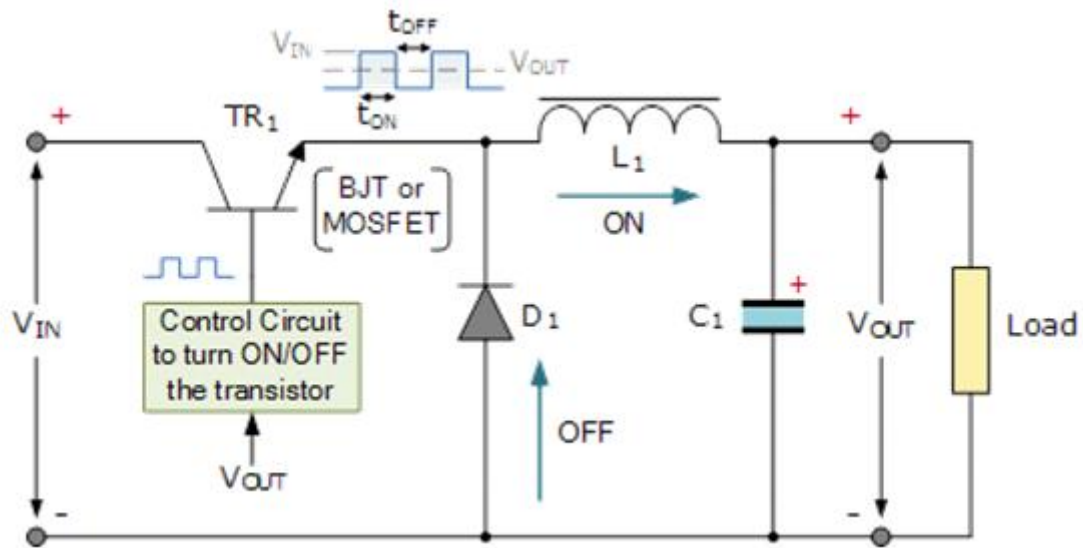 tOFF
VIN
VOUT
tON
+
TR1
L1
+
BJT or
MOSFET
ON
+
VIN
Control Circuit
to turn ON/OFF
the transistor
D1
C1
VOUT
Load
OFF
VOUT
-
-